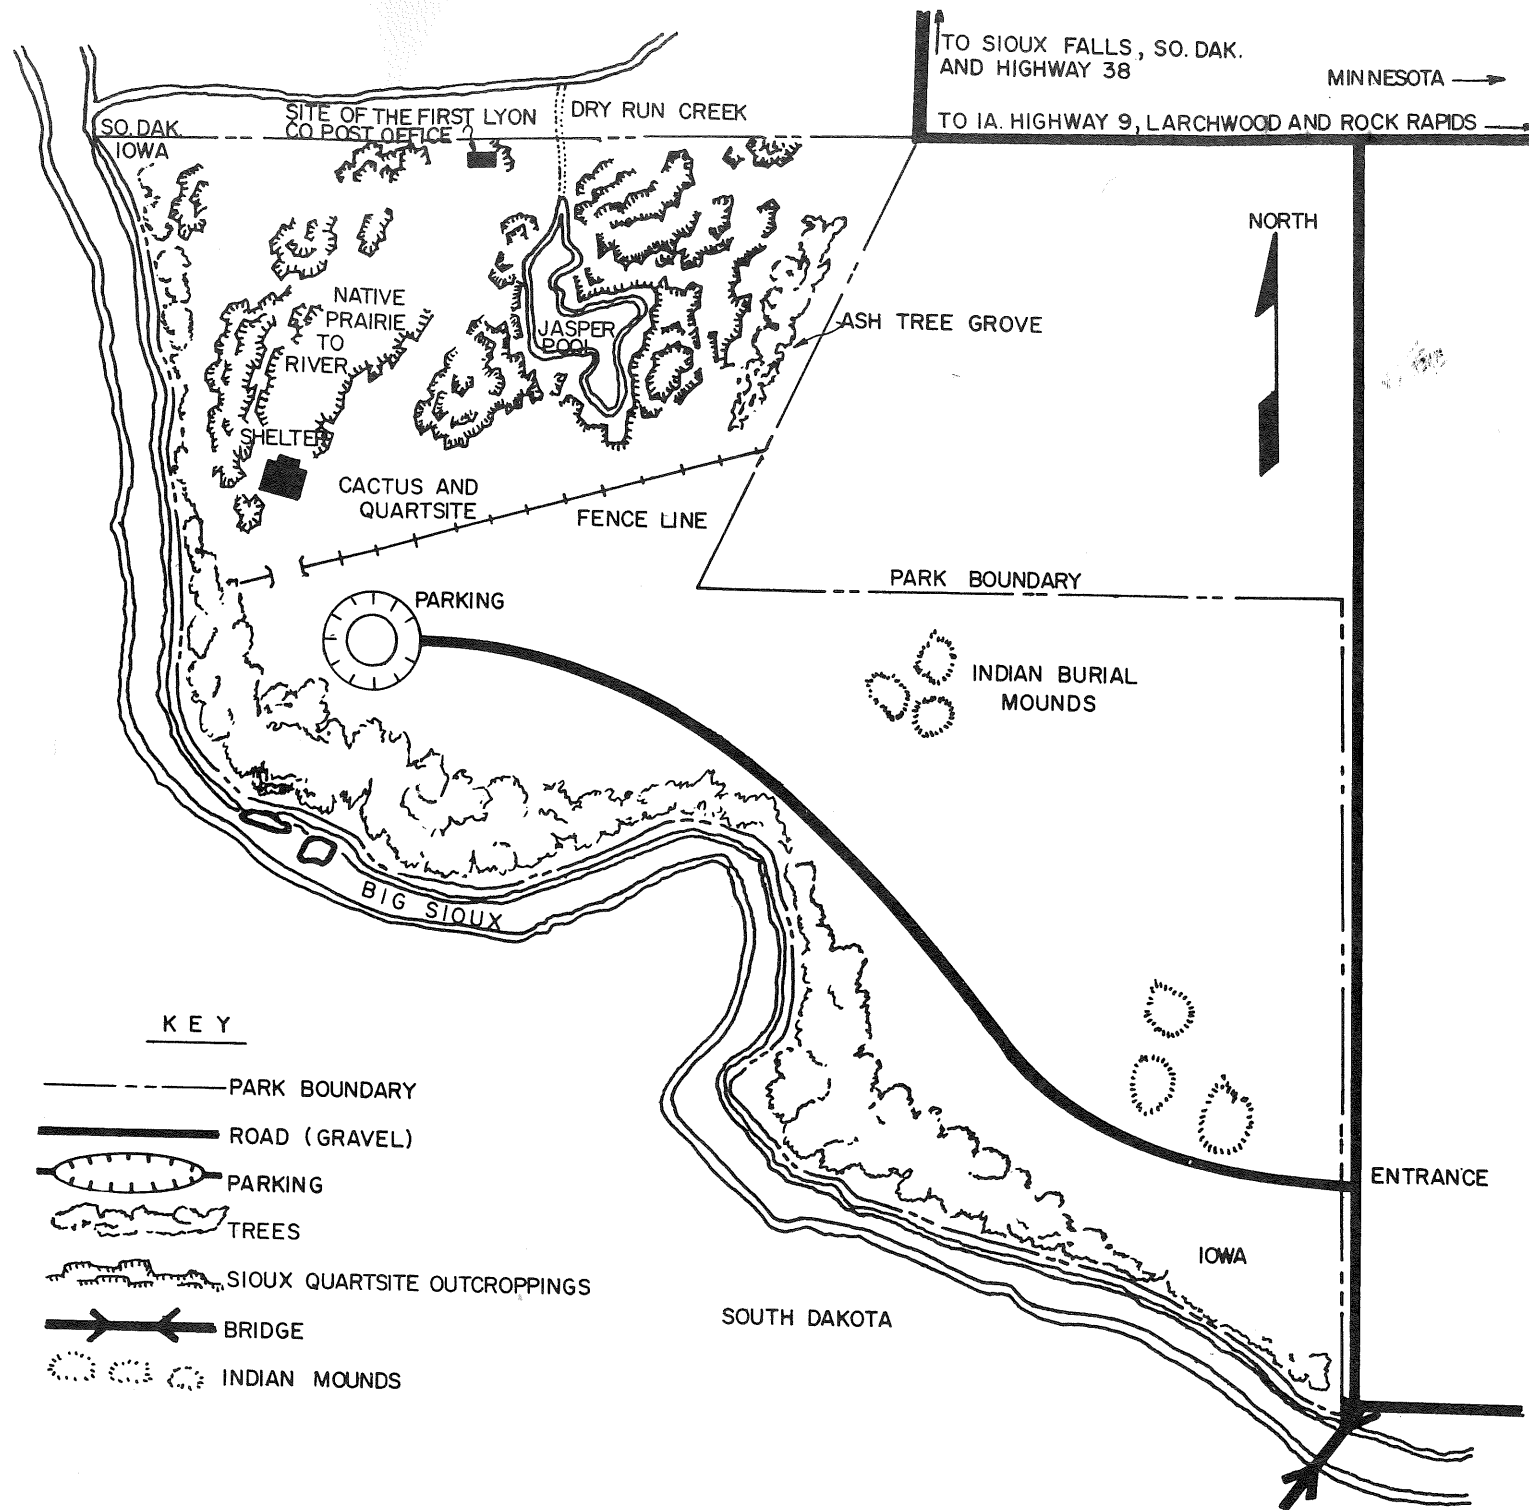 TO SIOUX FALLS, SO. DAK.
AND HIGHWAY 38
MINNESOTA
TO IA. HIGHWAY 9, LARCHWOOD AND ROCK RAPIDS
SITE OF THE FIRST LYON
CO POST OFFICE
DRY RUN CREEK
SO. DAK.
IOWA
NORTH
NATIVE
PRAIRIE
TO
RIVER
JASPER
POOL
ASH TREE GROVE
SHELTER
CACTUS AND
QUARTSITE
FENCE LINE
PARK BOUNDARY
PARKING
INDIAN BURIAL
MOUNDS
BIG SIOUX
KEY
PARK BOUNDARY
ROAD (GRAVEL)
PARKING
TREES
SIOUX QUARTSITE OUTCROPPINGS
BRIDGE
INDIAN MOUNDS
ENTRANCE
IOWA
SOUTH DAKOTA